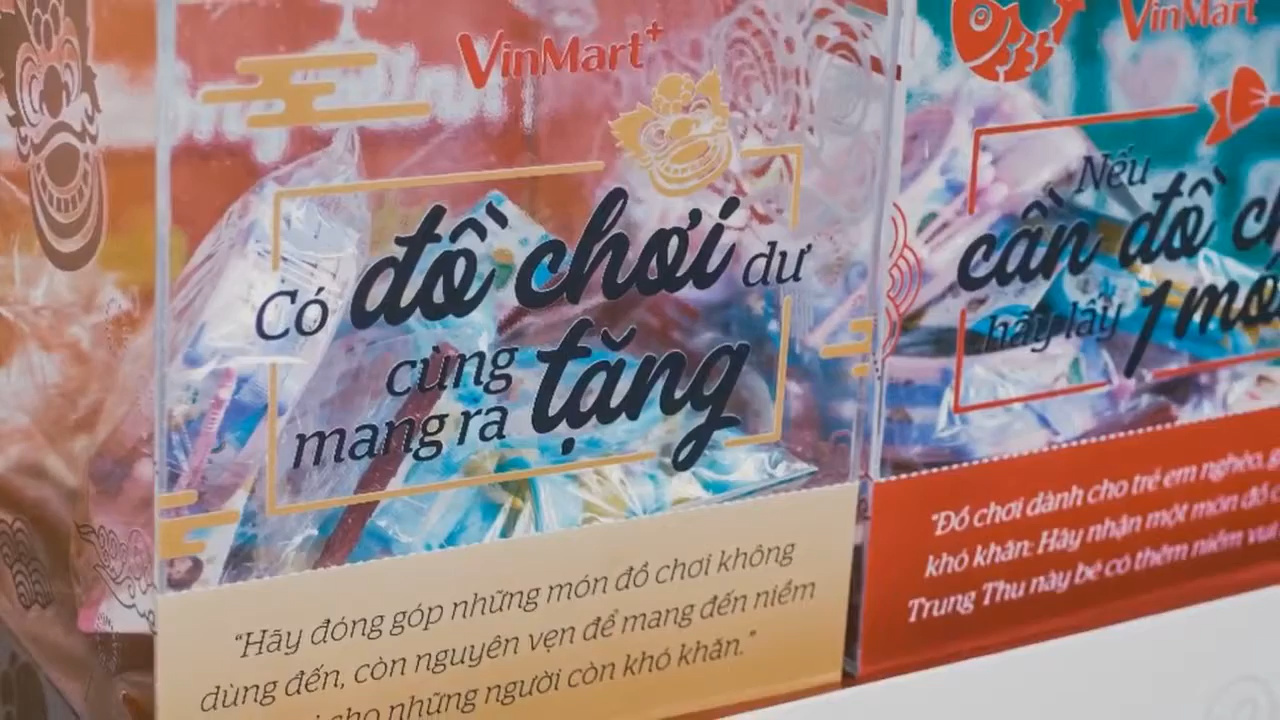 VinMart+
Có đồ chơi dư
cùng
mang ra tặng
"Hãy đóng góp những món đồ chơi không
dùng đến, còn nguyên vẹn để mang đến niềm
cho những người còn khó khăn."
VinMart
Nếu
cần đồ
hãy lấy 1
"Đồ chơi dành cho trẻ em nghèo,
khó khăn. Hãy nhận một món đồ
Trung Thu này bé có thêm niềm vui